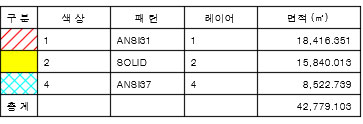 구 분 색 상 패 턴 레이어 면적 (㎡)
1 ANSI31 1 18,416.351
2 SOLID 2 15,840.013
4 ANSI37 4 8,522.739
총 계 42,779.103